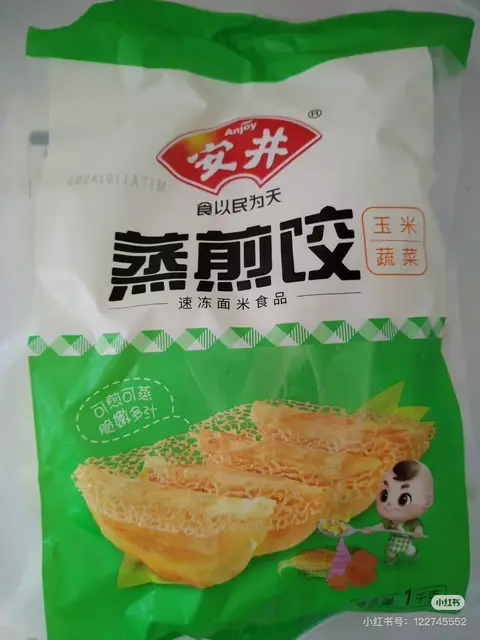 Anjoy
安井
®
食以民为天
20241011A71M
蒸煎饺
玉米
蔬菜
速冻面米食品
可煎可蒸
脆嫩多汁
小红书
小红书号：122745552